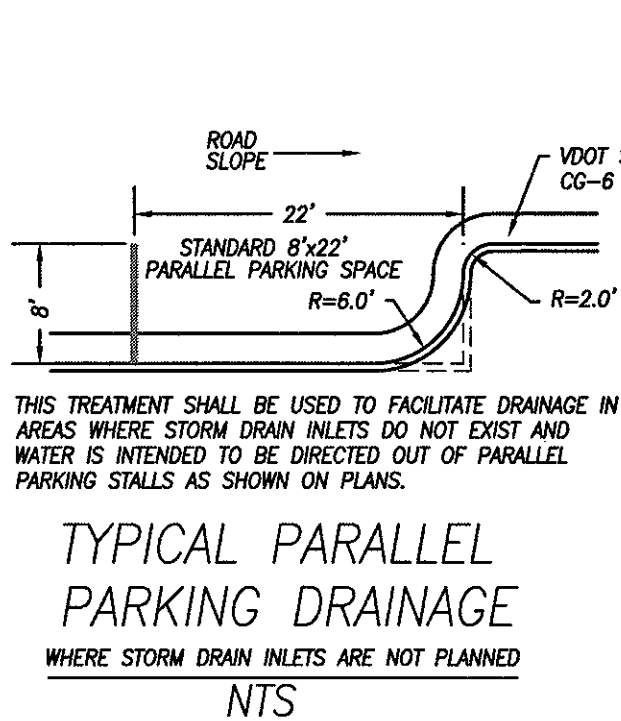 ROAD
SLOPE
VDOT
CG-6
22'
STANDARD 8'x22'
PARALLEL PARKING SPACE
8'
R=6.0'
R=2.0'
THIS TREATMENT SHALL BE USED TO FACILITATE DRAINAGE IN
AREAS WHERE STORM DRAIN INLETS DO NOT EXIST AND
WATER IS INTENDED TO BE DIRECTED OUT OF PARALLEL
PARKING STALLS AS SHOWN ON PLANS.
TYPICAL PARALLEL
PARKING DRAINAGE
WHERE STORM DRAIN INLETS ARE NOT PLANNED
NTS